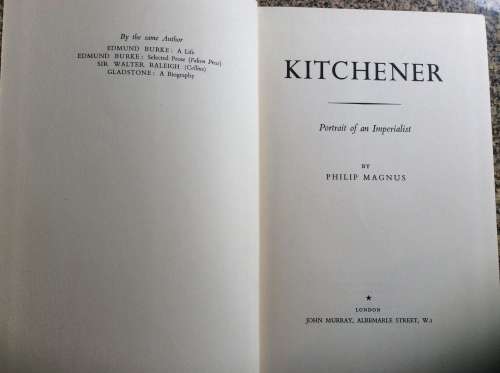 By the same Author
EDMUND BURKE: A Life
EDMUND BURKE: Selected Prose (Falcon Press)
SIR WALTER RALEIGH (Collins)
GLADSTONE: A Biography
KITCHENER
Portrait of an Imperialist
BY
PHILIP MAGNUS
★
LONDON
JOHN MURRAY, ALBEMARLE STREET, W.1